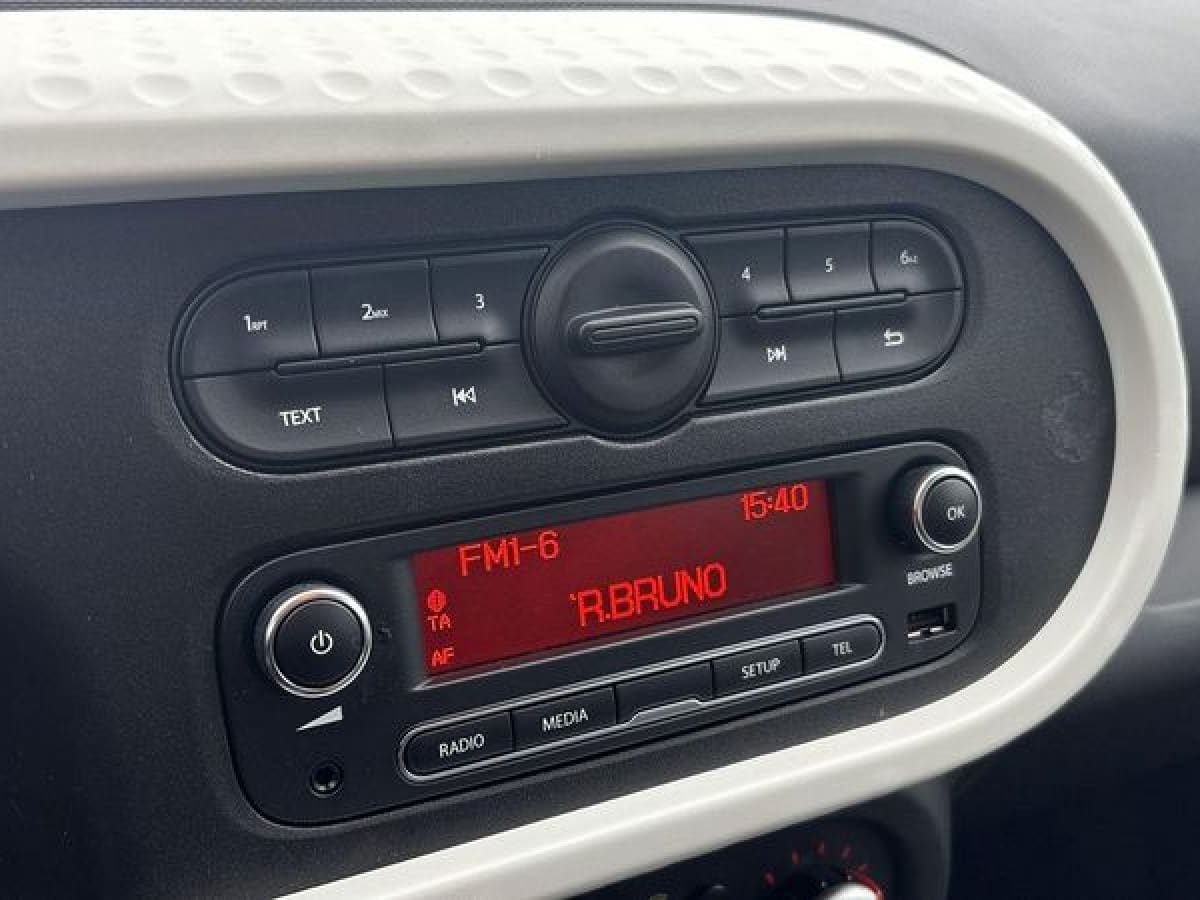 1RPT 2MIX 3 4 5 6
TEXT
15:40
FM1-6
'R.BRUNO
TA
AF
OK
BROWSE
RADIO MEDIA SETUP TEL